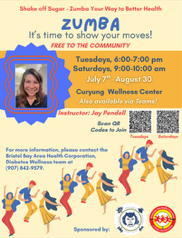 Shake off Sugar - Zumba Your Way to Better Health
ZUMBA
It's time to show your moves!
FREE TO THE COMMUNITY
Tuesdays, 6:00-7:00 pm
Saturdays, 9:00-10:00 am
July 7th - August 30
Curyung Wellness Center
Also available via Teams!
Instructor: Jay Pendell
Scan QR
Codes to Join
Tuesdays
Saturdays
For more information, please contact the
Bristol Bay Area Health Corporation,
Diabetes Wellness team at
(907) 842-9579.
Sponsored by: